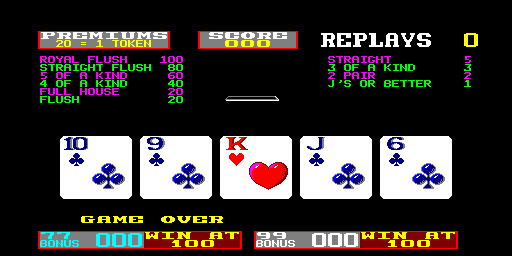 PREMIUMS
20 = 1 TOKEN
SCORE
000
REPLAYS 0
ROYAL FLUSH 100
STRAIGHT FLUSH 80
5 OF A KIND 60
4 OF A KIND 40
FULL HOUSE 20
FLUSH 20
STRAIGHT 5
3 OF A KIND 3
2 PAIR 2
J'S OR BETTER 1
10 9 K J 6
GAME OVER
77 BONUS 000 WIN AT 100
99 BONUS 000 WIN AT 100